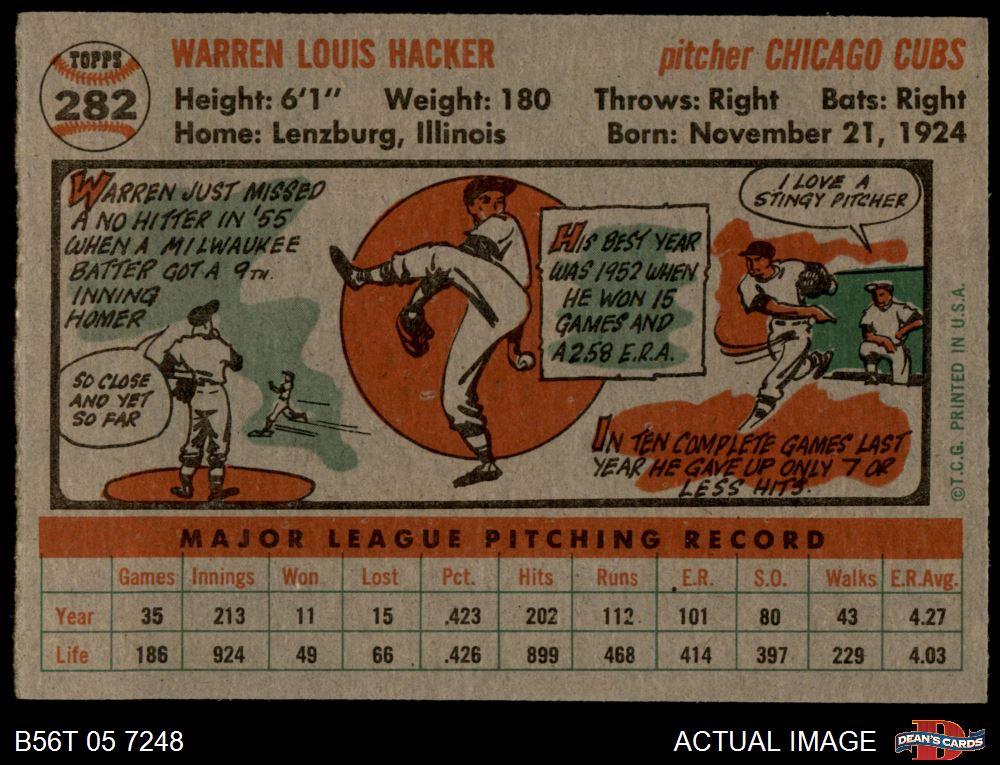 TOPPS
282
WARREN LOUIS HACKER
pitcher CHICAGO CUBS
Height: 6'1" Weight: 180 Throws: Right Bats: Right
Home: Lenzburg, Illinois Born: November 21, 1924
WARREN JUST MISSED
A NO HITTER IN '55
WHEN A MILWAUKEE
BATTER GOT A 9TH.
INNING
HOMER
SO CLOSE
AND YET
SO FAR
HIS BEST YEAR
WAS 1952 WHEN
HE WON 15
GAMES AND
A 2.58 E.R.A.
I LOVE A
STINGY PITCHER
IN TEN COMPLETE GAMES LAST
YEAR HE GAVE UP ONLY 7 OR
LESS HITS.
©T.C.G. PRINTED IN U.S.A.
MAJOR LEAGUE PITCHING RECORD
Games Innings Won Lost Pct. Hits Runs E.R. S.O. Walks E.R.Avg.
Year 35 213 11 15 .423 202 112 101 80 43 4.27
Life 186 924 49 66 .426 899 468 414 397 229 4.03
B56T 05 7248
ACTUAL IMAGE
DEAN'S CARDS